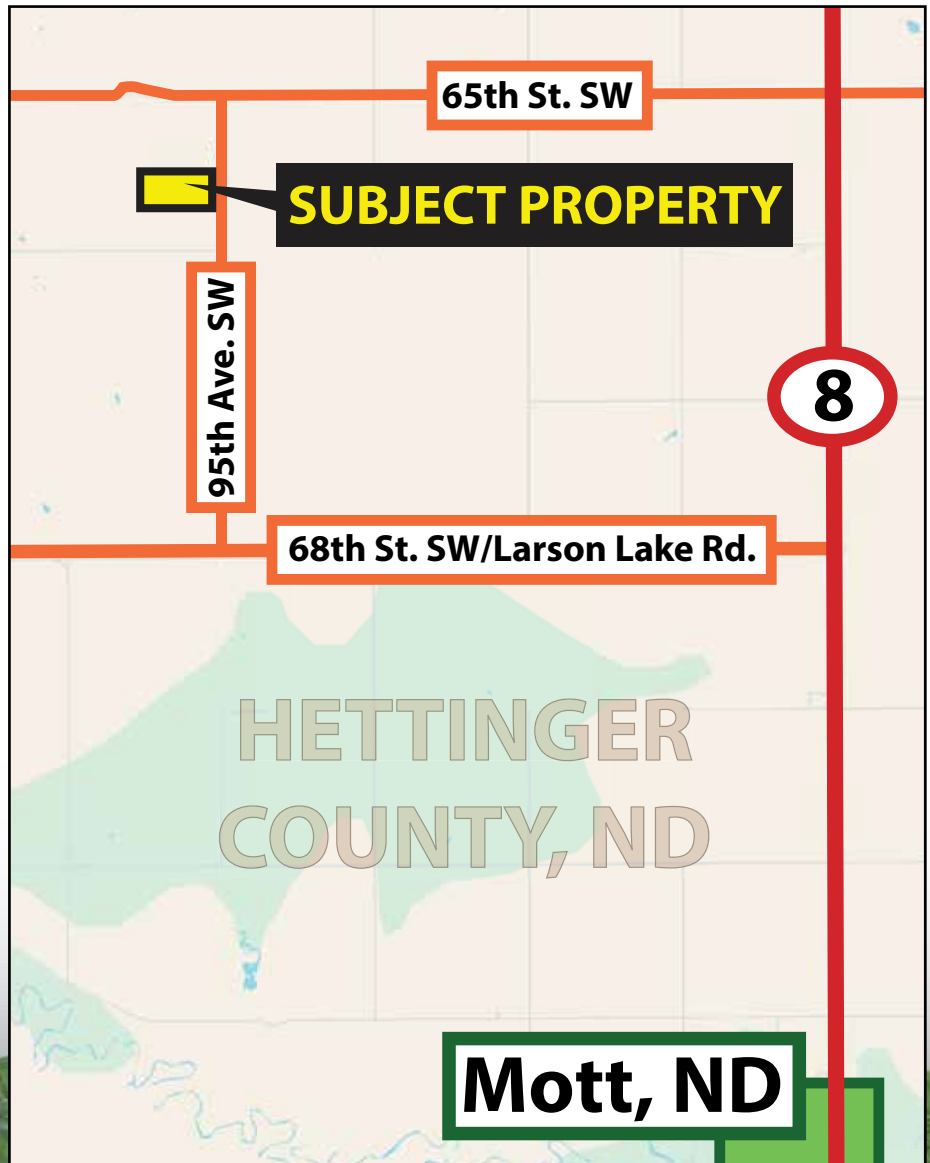 65th St. SW
SUBJECT PROPERTY
95th Ave. SW
8
68th St. SW/Larson Lake Rd.
HETTINGER
COUNTY, ND
Mott, ND